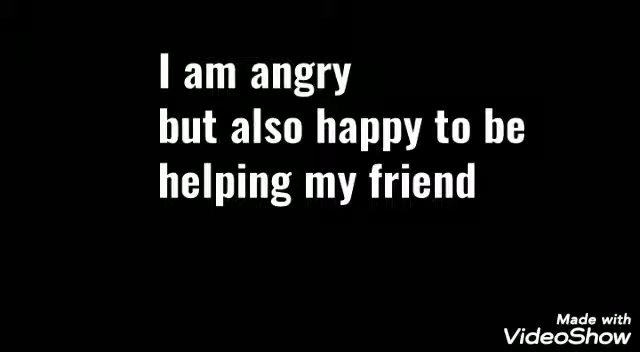 I am angry
but also happy to be
helping my friend
Made with
VideoShow